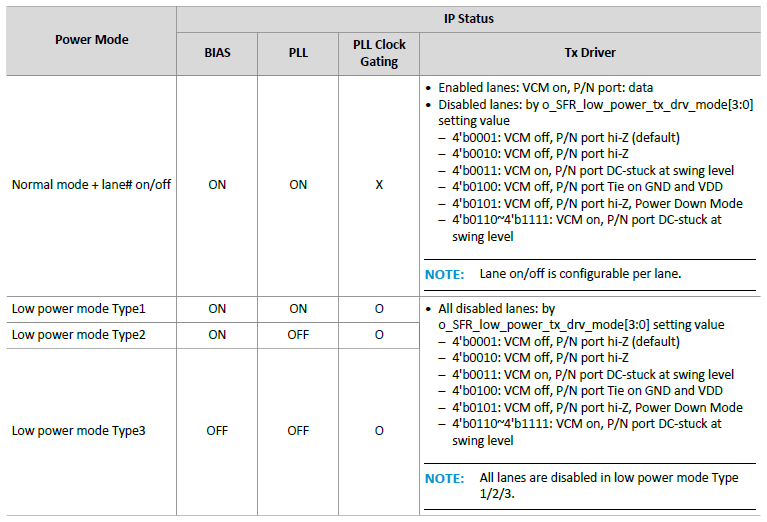 Power Mode
IP Status
BIAS
PLL
PLL Clock
Gating
Tx Driver
Normal mode + lane# on/off
ON
ON
X
• Enabled lanes: VCM on, P/N port: data
• Disabled lanes: by o_SFR_low_power_tx_drv_mode[3:0]
setting value
– 4'b0001: VCM off, P/N port hi-Z (default)
– 4'b0010: VCM off, P/N port hi-Z
– 4'b0011: VCM on, P/N port DC-stuck at swing level
– 4'b0100: VCM off, P/N port Tie on GND and VDD
– 4'b0101: VCM off, P/N port hi-Z, Power Down Mode
– 4'b0110~4'b1111: VCM on, P/N port DC-stuck at
swing level
NOTE: Lane on/off is configurable per lane.
Low power mode Type1
ON
ON
O
Low power mode Type2
ON
OFF
O
Low power mode Type3
OFF
OFF
O
• All disabled lanes: by
o_SFR_low_power_tx_drv_mode[3:0] setting value
– 4'b0001: VCM off, P/N port hi-Z (default)
– 4'b0010: VCM off, P/N port hi-Z
– 4'b0011: VCM on, P/N port DC-stuck at swing level
– 4'b0100: VCM off, P/N port Tie on GND and VDD
– 4'b0101: VCM off, P/N port hi-Z, Power Down Mode
– 4'b0110~4'b1111: VCM on, P/N port DC-stuck at
swing level
NOTE: All lanes are disabled in low power mode Type
1/2/3.